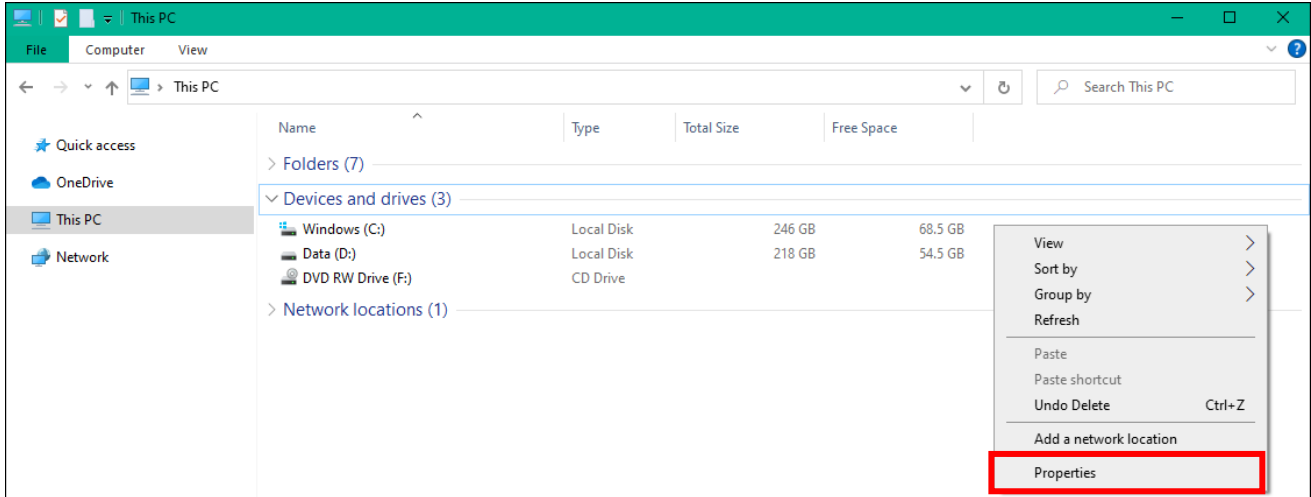 This PC
File Computer View
This PC Search This PC
Name Type Total Size Free Space
Quick access
OneDrive
This PC
Network
Folders (7)
Devices and drives (3)
Windows (C:) Local Disk 246 GB 68.5 GB
Data (D:) Local Disk 218 GB 54.5 GB
DVD RW Drive (F:) CD Drive
Network locations (1)
View
Sort by
Group by
Refresh
Paste
Paste shortcut
Undo Delete Ctrl+Z
Add a network location
Properties